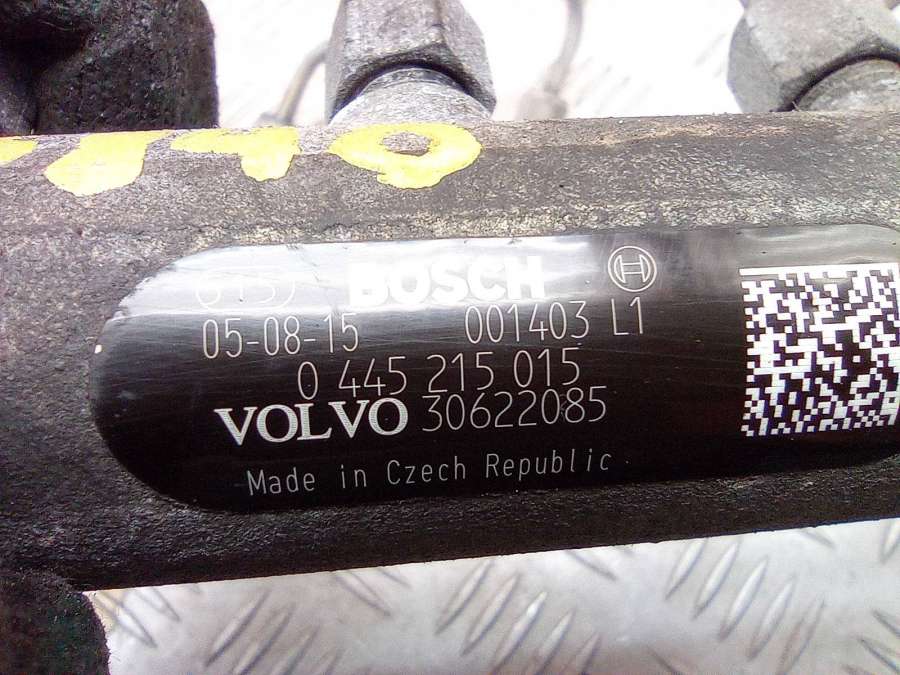 BOSCH
05-08-15 001403 L1
0 445 215 015
VOLVO 30622085
Made in Czech Republic